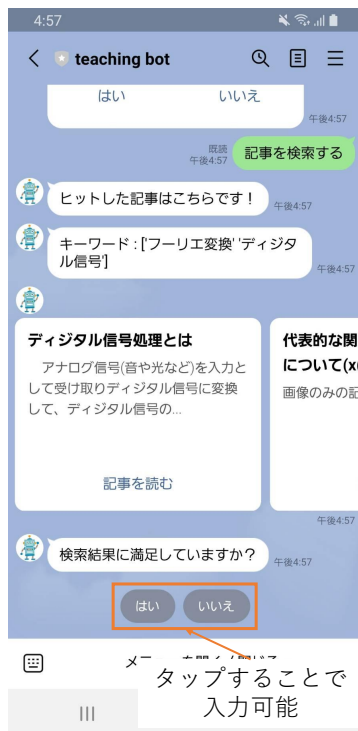 4:57
teaching bot
はい いいえ
午後4:57
既読
午後4:57
記事を検索する
ヒットした記事はこちらです！
午後4:57
キーワード：['フーリエ変換' 'ディジタ
ル信号']
午後4:57
ディジタル信号処理とは
アナログ信号(音や光など)を入力と
して受け取りディジタル信号に変換
して、ディジタル信号の...
記事を読む
代表的な関
について(x
画像のみの記
午後4:57
検索結果に満足していますか？
午後4:57
はい いいえ
タップすることで
入力可能